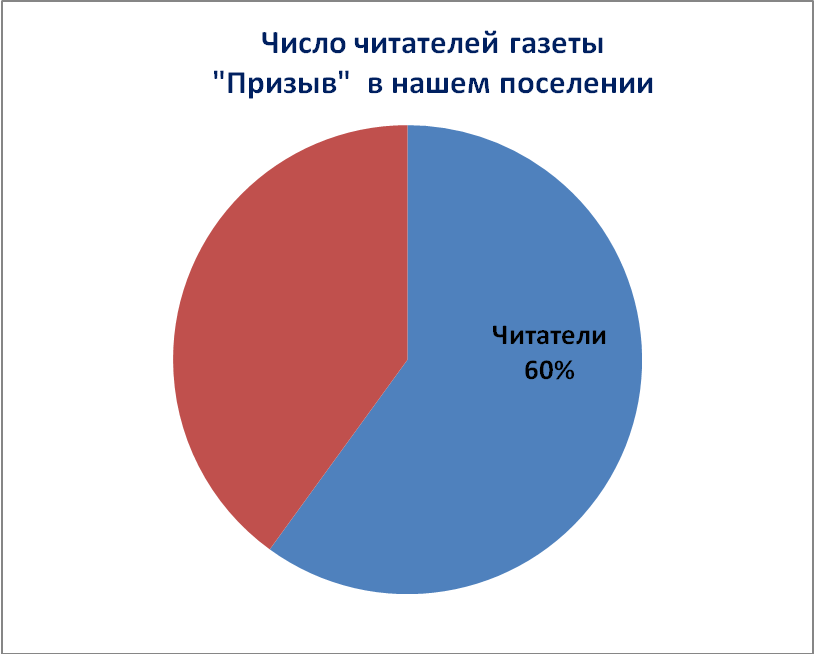 Число читателей газеты
"Призыв"  в нашем поселении
Читатели
60%